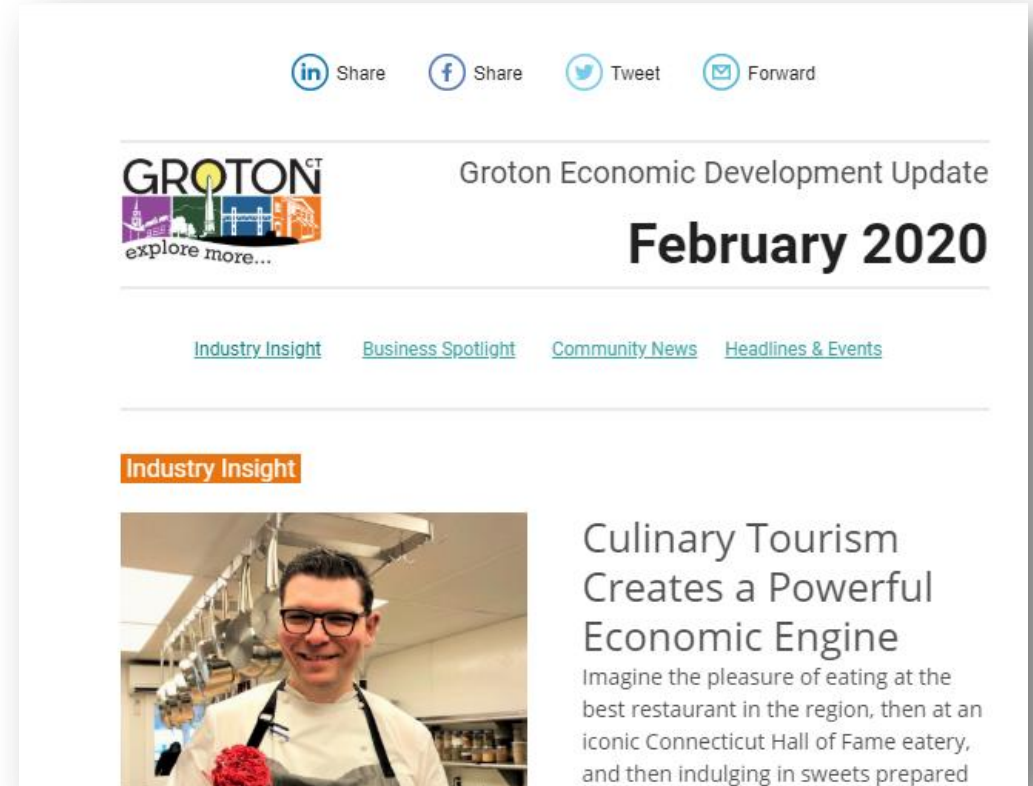 in Share f Share Tweet Forward
GROTON CT
explore more...
Groton Economic Development Update
February 2020
Industry Insight Business Spotlight Community News Headlines & Events
Industry Insight
Culinary Tourism
Creates a Powerful
Economic Engine
Imagine the pleasure of eating at the
best restaurant in the region, then at an
iconic Connecticut Hall of Fame eatery,
and then indulging in sweets prepared